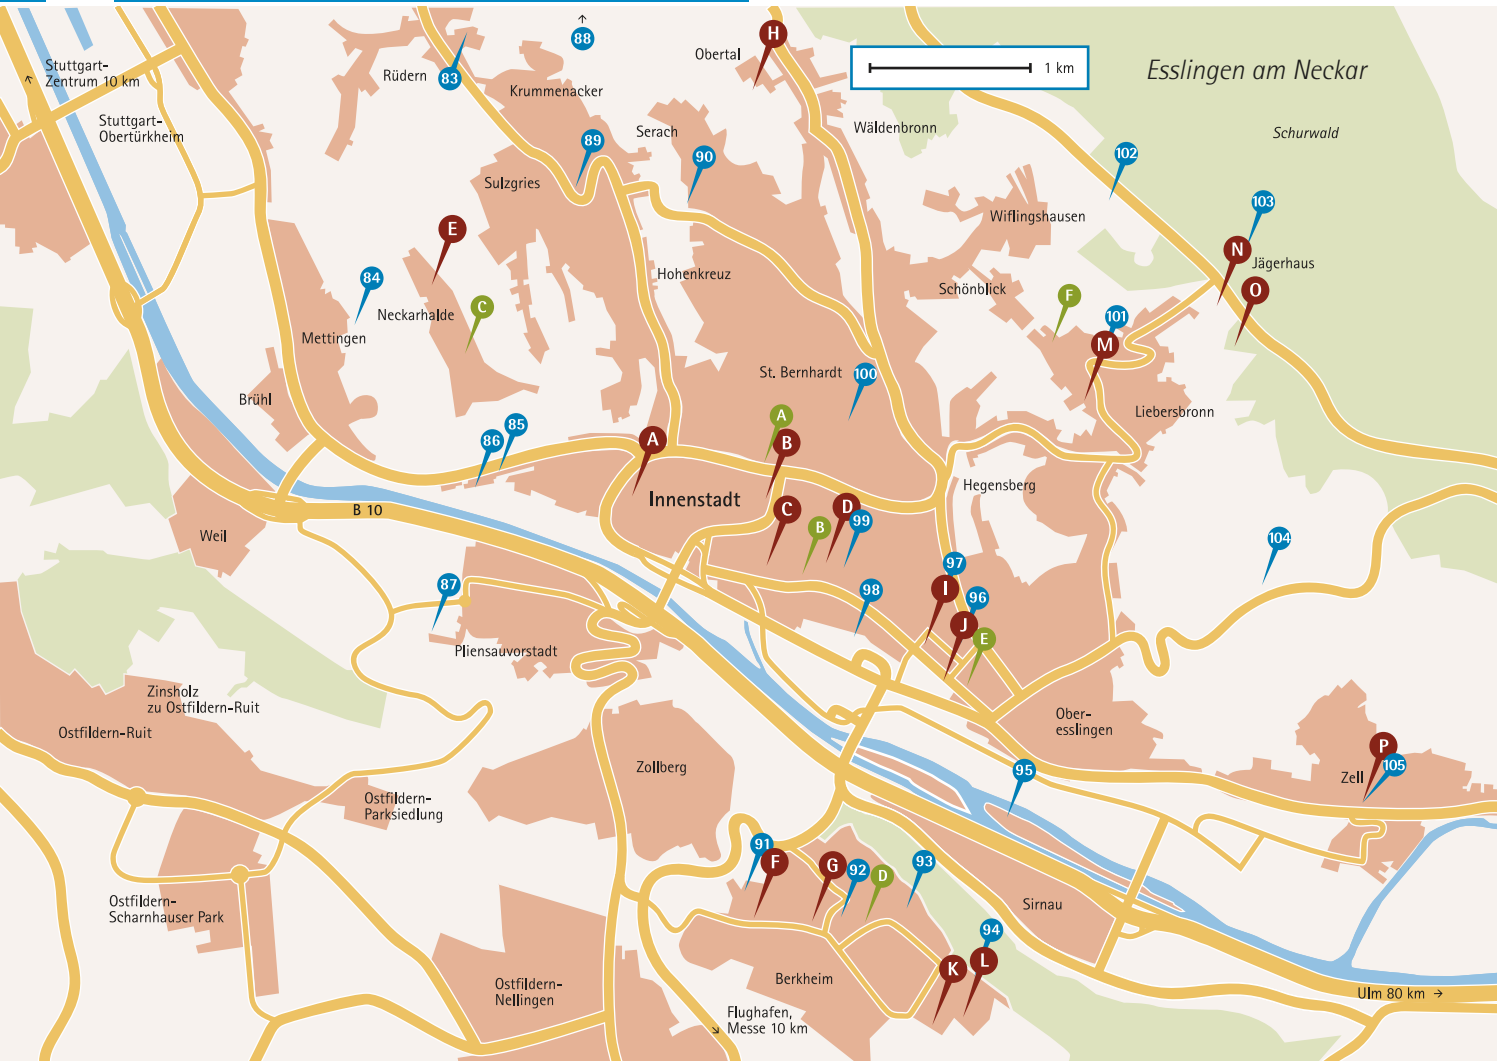 88
H
Obertal
1 km
Esslingen am Neckar
Stuttgart-
Zentrum 10 km
Rüdern
83
Krummenacker
Stuttgart-
Obertürkheim
Serach
Wäldenbronn
Schurwald
89
90
102
Sulzgries
103
Wiflingshausen
E
N
Jägerhaus
Hohenkreuz
84
Schönblick
O
F
C
Neckarhalde
101
Mettingen
M
St. Bernhardt
100
Brühl
Liebersbronn
A
85
86
A
B
Hegensberg
Innenstadt
B 10
C
D
99
B
Weil
104
97
87
I
98
96
J
E
Pliensauvorstadt
Zinsholz
zu Ostfildern-Ruit
Ostfildern-Ruit
Ober-
esslingen
P
105
Zell
Zollberg
95
Ostfildern-
Parksiedlung
91
F
G
92
D
93
Ostfildern-
Scharnhauser Park
Sirnau
94
K
L
Berkheim
Ostfildern-
Nellingen
Ulm 80 km →
Flughafen,
Messe 10 km